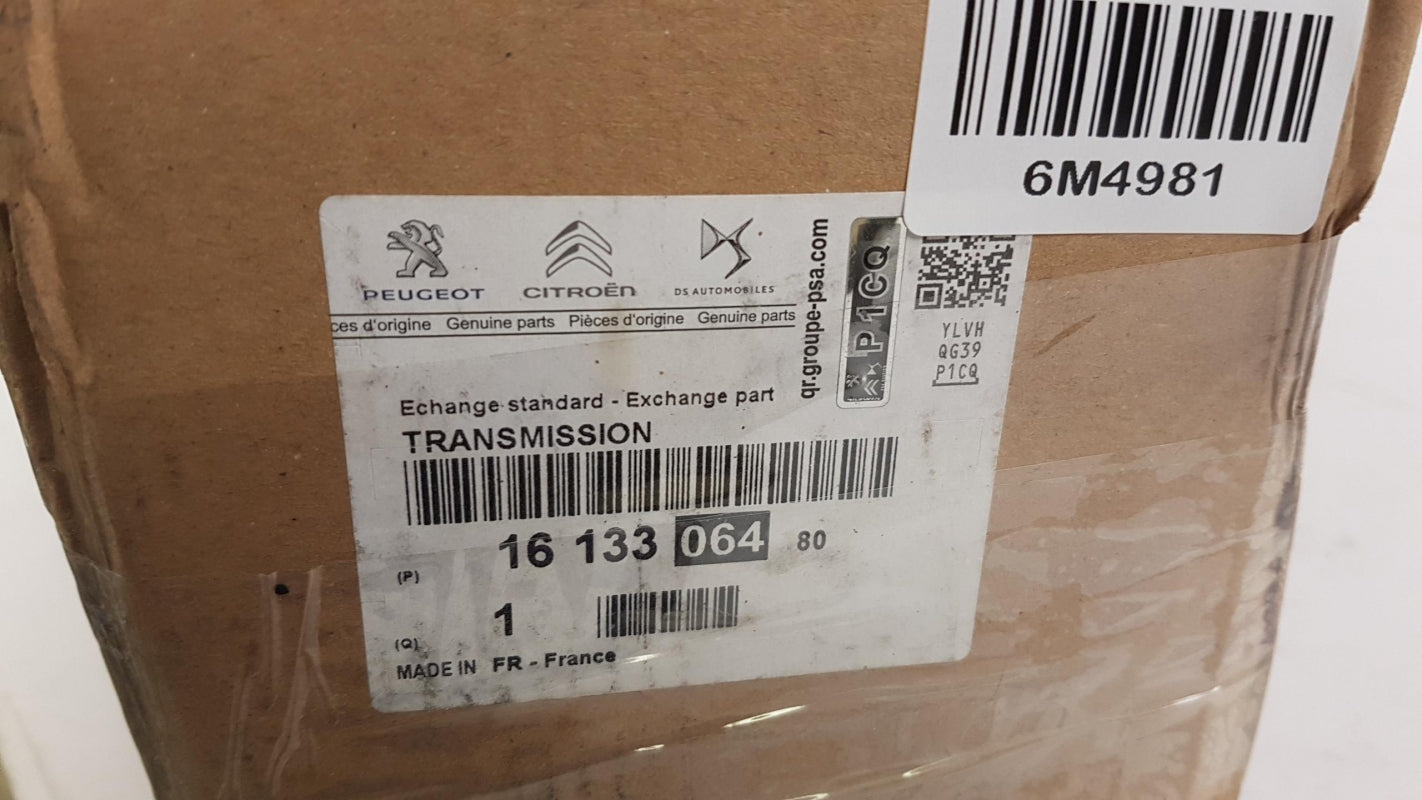 6M4981
PEUGEOT CITROËN DS AUTOMOBILES
ces d'origine Genuine parts Pièces d'origine Genuine parts
qr.groupe-psa.com
P1CQ
YLVH
QG39
P1CQ
Echange standard - Exchange part
TRANSMISSION
(P) 16 133 064 80
(Q) 1
MADE IN FR - France